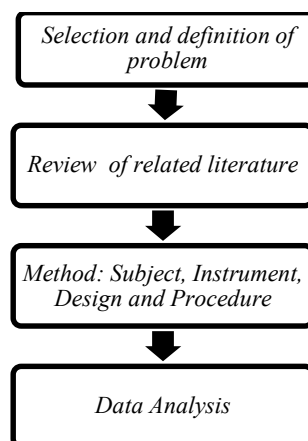 Selection and definition of
problem
Review of related literature
Method: Subject, Instrument,
Design and Procedure
Data Analysis